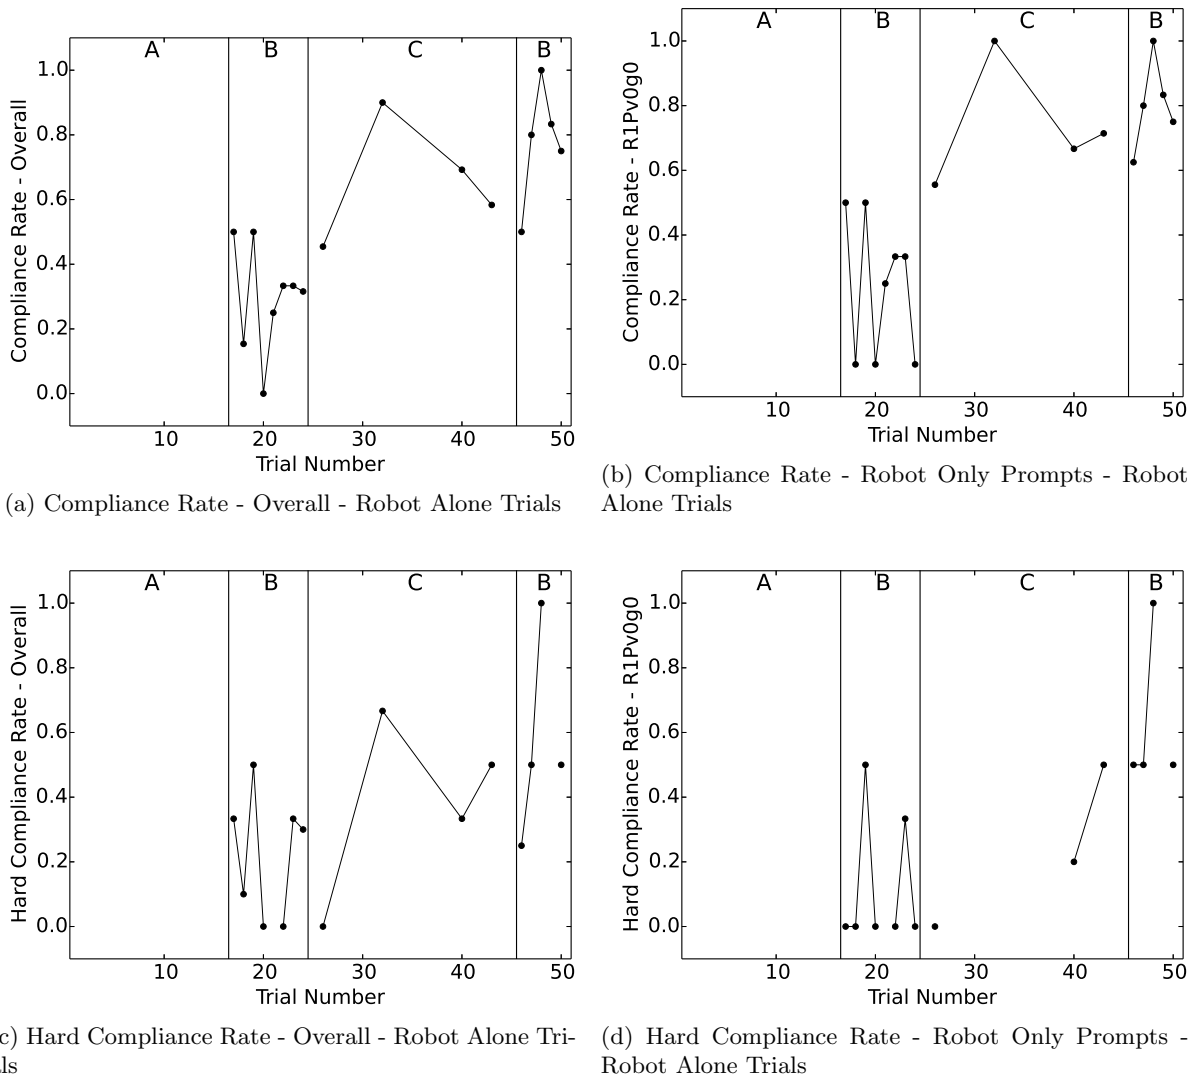 A B C B
1.0
0.8
0.6
0.4
0.2
0.0
Compliance Rate - Overall
10 20 30 40 50
Trial Number
(a) Compliance Rate - Overall - Robot Alone Trials
A B C B
1.0
0.8
0.6
0.4
0.2
0.0
Compliance Rate - R1Pv0g0
10 20 30 40 50
Trial Number
(b) Compliance Rate - Robot Only Prompts - Robot
Alone Trials
A B C B
1.0
0.8
0.6
0.4
0.2
0.0
Hard Compliance Rate - Overall
10 20 30 40 50
Trial Number
c) Hard Compliance Rate - Overall - Robot Alone Tri-
ls
A B C B
1.0
0.8
0.6
0.4
0.2
0.0
Hard Compliance Rate - R1Pv0g0
10 20 30 40 50
Trial Number
(d) Hard Compliance Rate - Robot Only Prompts -
Robot Alone Trials